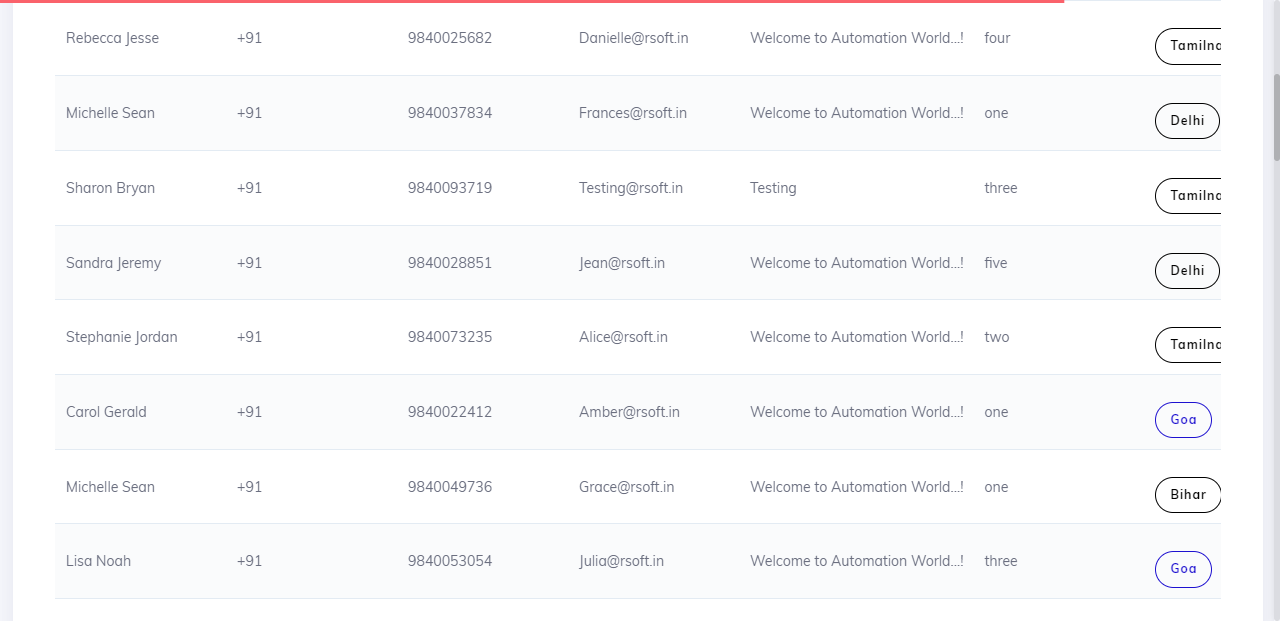 Rebecca Jesse +91 9840025682 Danielle@rsoft.in Welcome to Automation World...! four Tamilna
Michelle Sean +91 9840037834 Frances@rsoft.in Welcome to Automation World...! one Delhi
Sharon Bryan +91 9840093719 Testing@rsoft.in Testing three Tamilna
Sandra Jeremy +91 9840028851 Jean@rsoft.in Welcome to Automation World...! five Delhi
Stephanie Jordan +91 9840073235 Alice@rsoft.in Welcome to Automation World...! two Tamilna
Carol Gerald +91 9840022412 Amber@rsoft.in Welcome to Automation World...! one Goa
Michelle Sean +91 9840049736 Grace@rsoft.in Welcome to Automation World...! one Bihar
Lisa Noah +91 9840053054 Julia@rsoft.in Welcome to Automation World...! three Goa